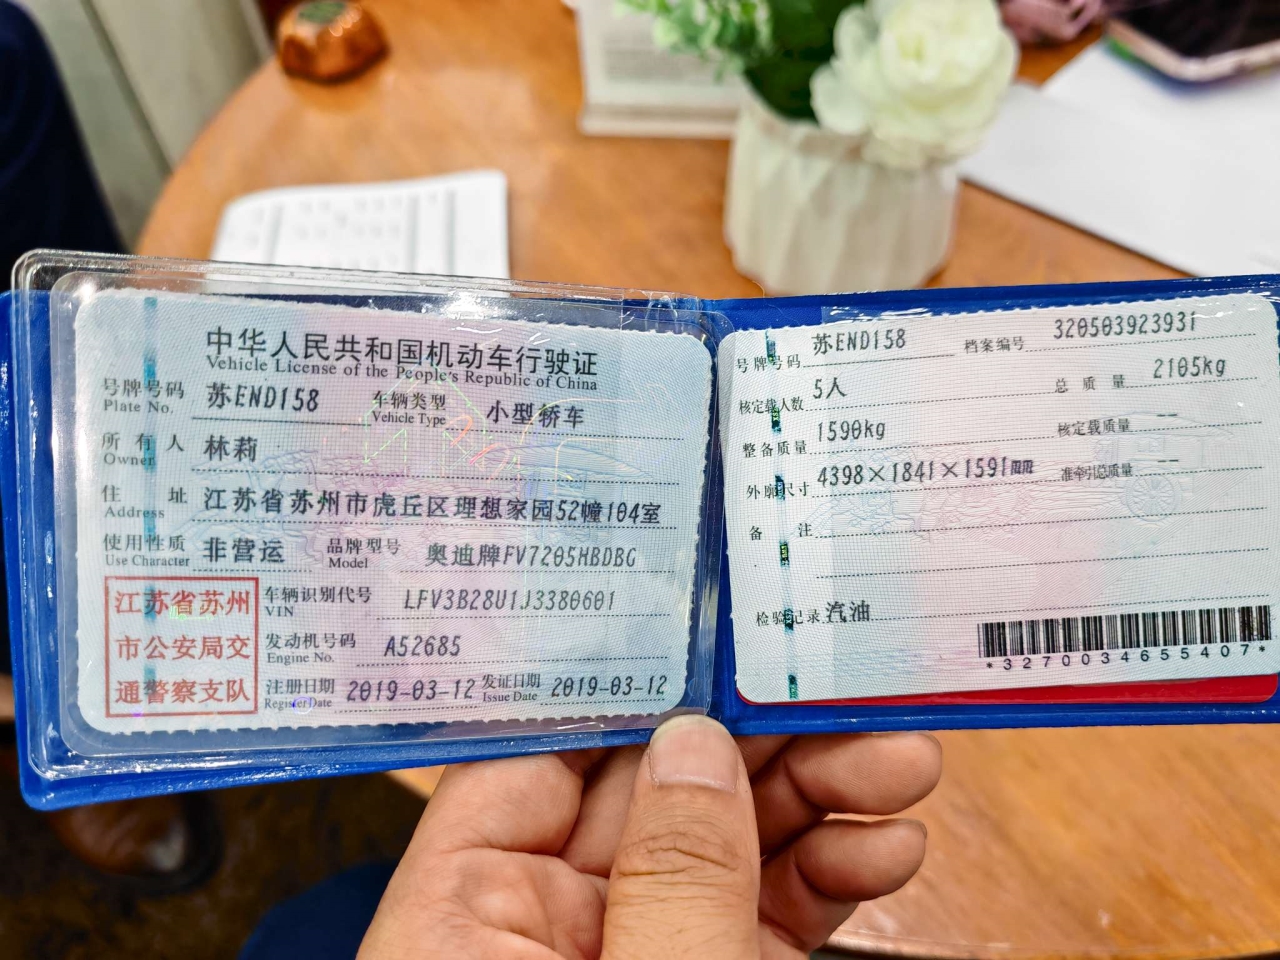 中华人民共和国机动车行驶证
Vehicle License of the People's Republic of China
号牌号码 苏END158 车辆类型 小型轿车
Plate No. Vehicle Type
所有人 林莉
Owner
住址 江苏省苏州市虎丘区理想家园52幢104室
Address
使用性质 非营运 品牌型号 奥迪牌FV7205HBDBG
Use Character Model
江苏省苏州
市公安局交
通警察支队
车辆识别代号 LFV3B28U1J3380601
VIN
发动机号码 A52685
Engine No.
注册日期 2019-03-12 发证日期 2019-03-12
Register Date Issue Date
号牌号码 苏END158 档案编号 320503923931
核定载人数 5人 总质量 2105kg
整备质量 1590kg 核定载质量 --
外廓尺寸 4398×1841×1591mm 准牵引总质量 --
备注
检验记录 汽油
*3270034655407*